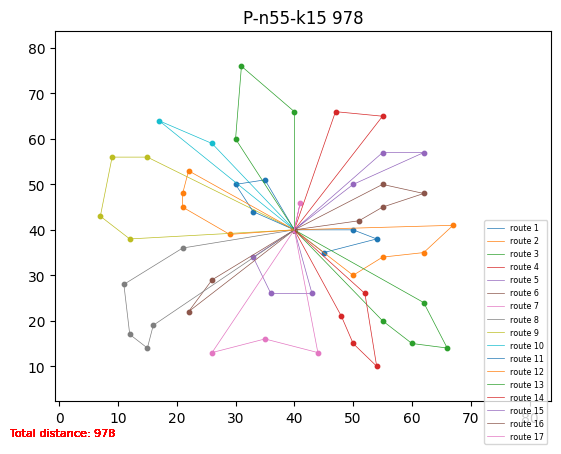 P-n55-k15 978
80
70
60
50
40
30
20
10
0 10 20 30 40 50 60 70
route 1
route 2
route 3
route 4
route 5
route 6
route 7
route 8
route 9
route 10
route 11
route 12
route 13
route 14
route 15
route 16
route 17
Total distance: